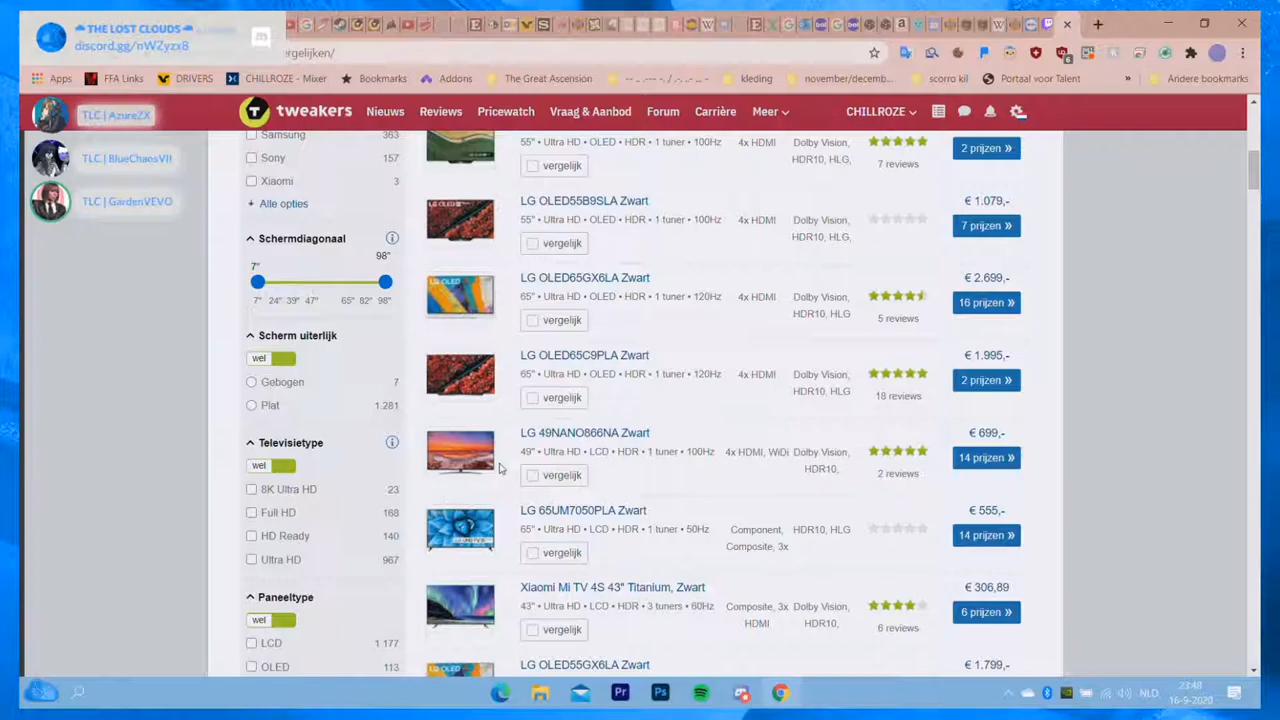 THE LOST CLOUDS
discord.gg/nWZyzx8
TLC | AzureZX
TLC | BlueChaosVII
TLC | GardenVEVO
ergelijken/
Apps FFA Links DRIVERS CHILLROZE - Mixer Bookmarks Addons The Great Ascension -- .. ---- / .-. / .- -.. november/decemb... kleding scorro kil Portaal voor Talent » Andere bookmarks
tweakers Nieuws Reviews Pricewatch Vraag & Aanbod Forum Carrière Meer CHILLROZE
Samsung 363
Sony 157
Xiaomi 3
+ Alle opties
Schermdiagonaal
98"
7"
7" 24" 39" 47" 65" 82" 98"
Scherm uiterlijk
wel
Gebogen 7
Plat 1.281
Televisietype
wel
8K Ultra HD 23
Full HD 168
HD Ready 140
Ultra HD 967
Paneeltype
wel
LCD 1 177
OLED 113
55" • Ultra HD • OLED • HDR • 1 tuner • 100Hz 4x HDMI Dolby Vision, HDR10, HLG, 7 reviews 2 prijzen »
vergelijk
LG OLED55B9SLA Zwart € 1.079,-
55" • Ultra HD • OLED • HDR • 1 tuner • 100Hz 4x HDMI Dolby Vision, HDR10, HLG, 7 prijzen »
vergelijk
LG OLED65GX6LA Zwart € 2.699,-
65" • Ultra HD • OLED • HDR • 1 tuner • 120Hz 4x HDMI Dolby Vision, HDR10, HLG 5 reviews 16 prijzen »
vergelijk
LG OLED65C9PLA Zwart € 1.995,-
65" • Ultra HD • OLED • HDR • 1 tuner • 120Hz 4x HDMI Dolby Vision, HDR10, HLG 18 reviews 2 prijzen »
vergelijk
LG 49NANO866NA Zwart € 699,-
49" • Ultra HD • LCD • HDR • 1 tuner • 100Hz 4x HDMI, WiDi Dolby Vision, HDR10, 2 reviews 14 prijzen »
vergelijk
LG 65UM7050PLA Zwart € 555,-
65" • Ultra HD • LCD • HDR • 1 tuner • 50Hz Component, Composite, 3x HDR10, HLG 14 prijzen »
vergelijk
Xiaomi Mi TV 4S 43" Titanium, Zwart € 306,89
43" • Ultra HD • LCD • HDR • 3 tuners • 60Hz Composite, 3x HDMI Dolby Vision, HDR10, 6 reviews 6 prijzen »
vergelijk
LG OLED55GX6LA Zwart € 1.799,-
NLD 23:48
16-9-2020